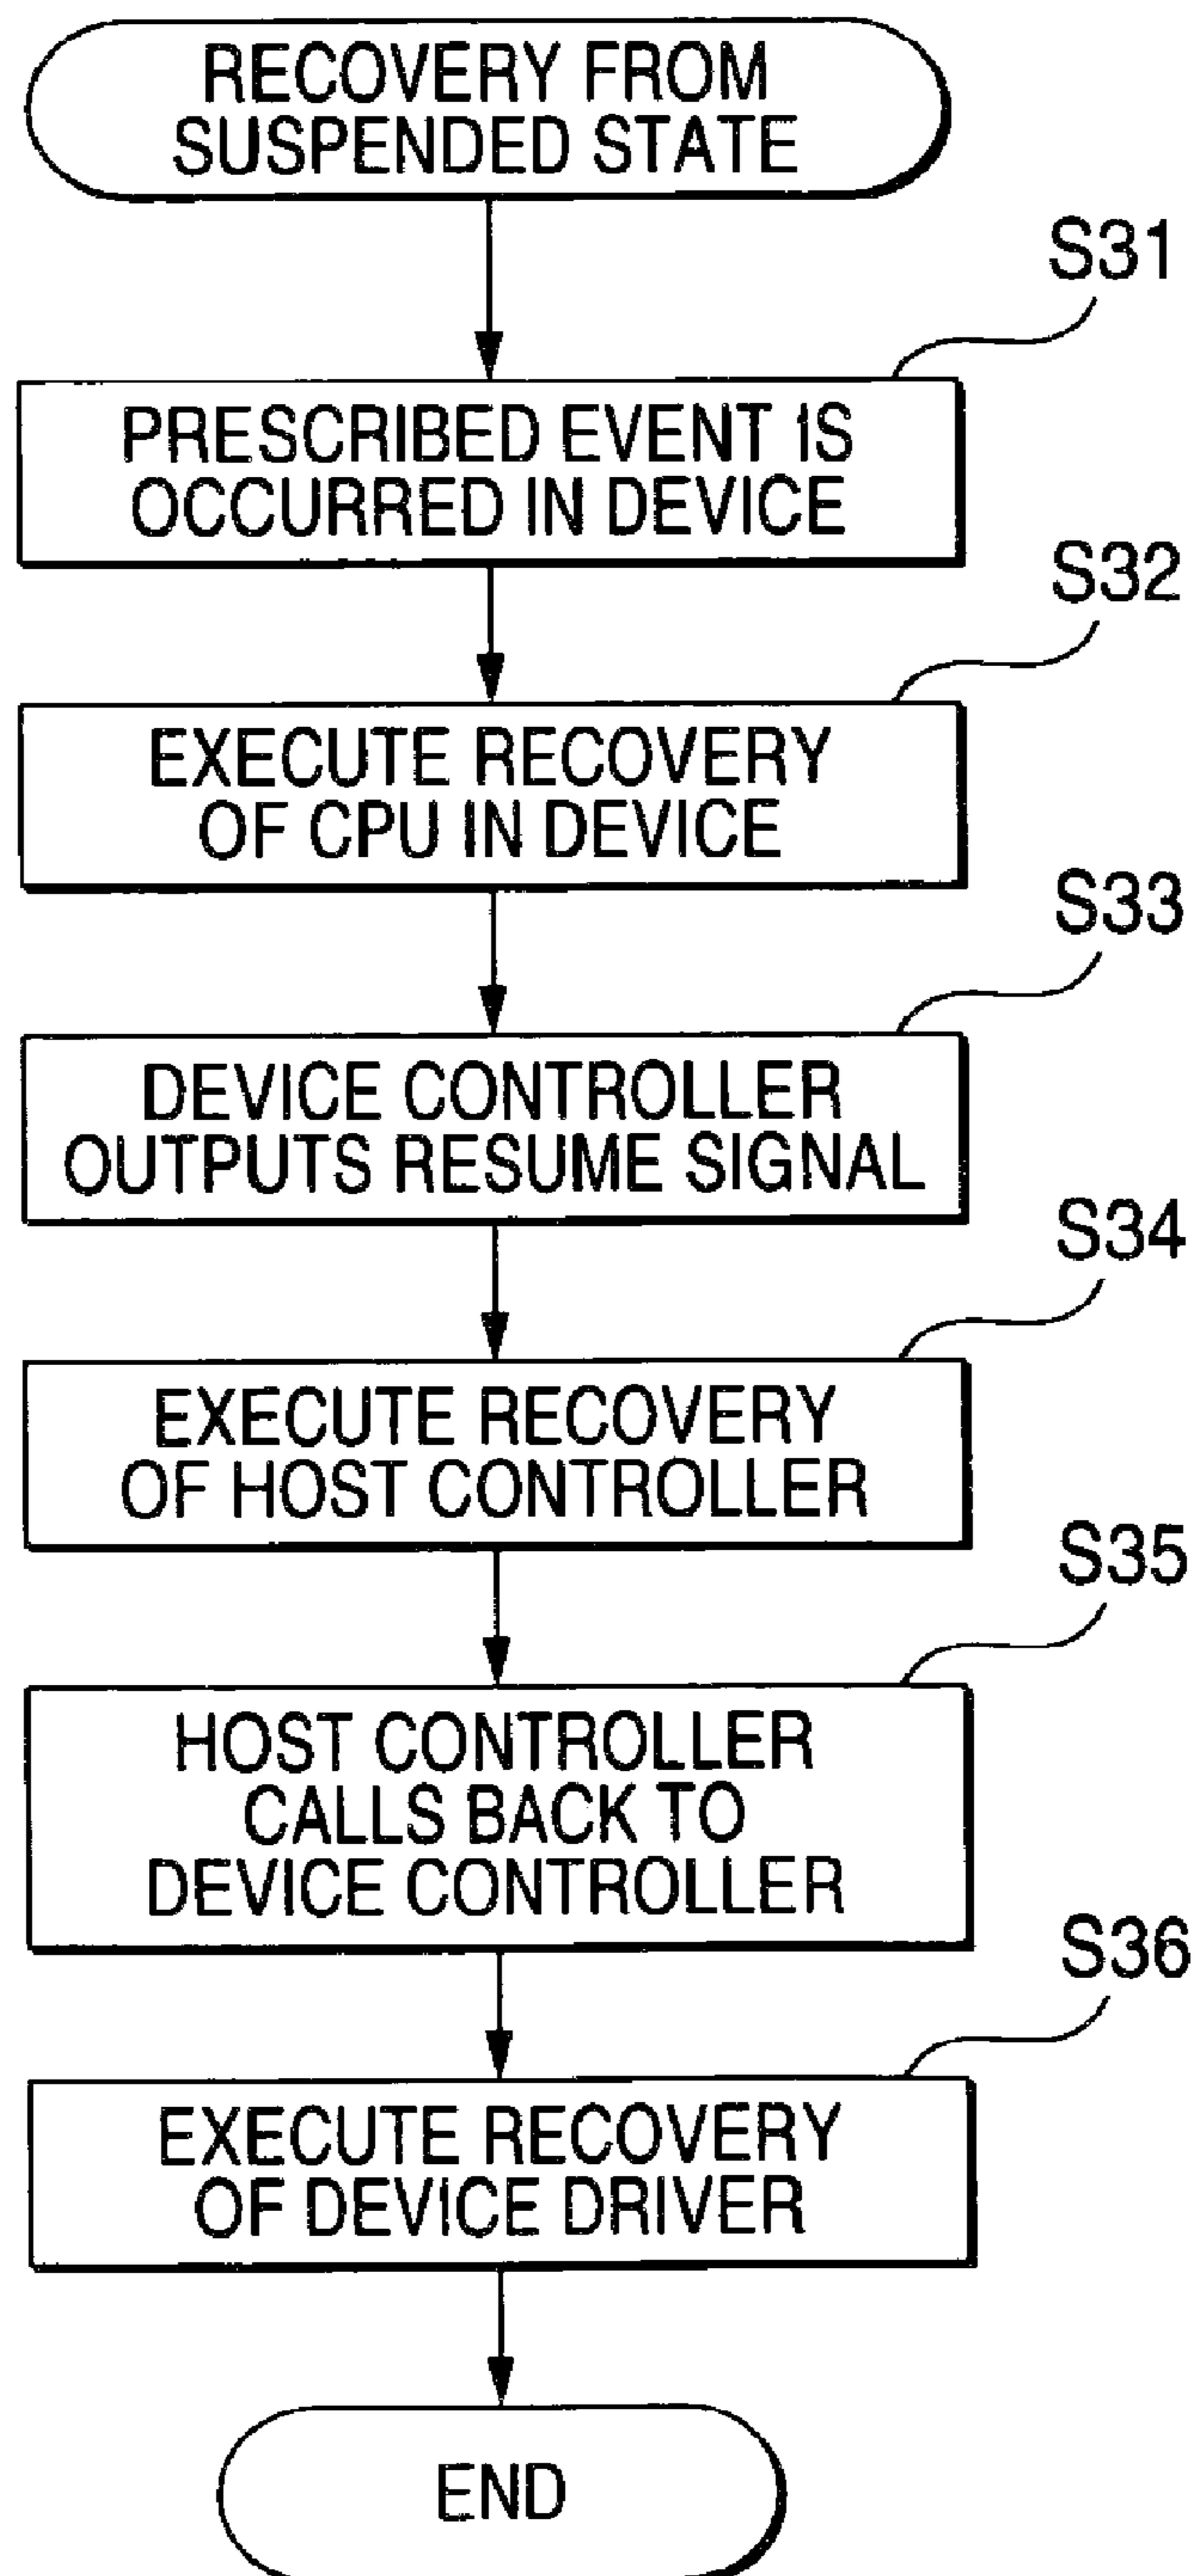 RECOVERY FROM
SUSPENDED STATE
S31
PRESCRIBED EVENT IS
OCCURRED IN DEVICE
S32
EXECUTE RECOVERY
OF CPU IN DEVICE
S33
DEVICE CONTROLLER
OUTPUTS RESUME SIGNAL
S34
EXECUTE RECOVERY
OF HOST CONTROLLER
S35
HOST CONTROLLER
CALLS BACK TO
DEVICE CONTROLLER
S36
EXECUTE RECOVERY
OF DEVICE DRIVER
END